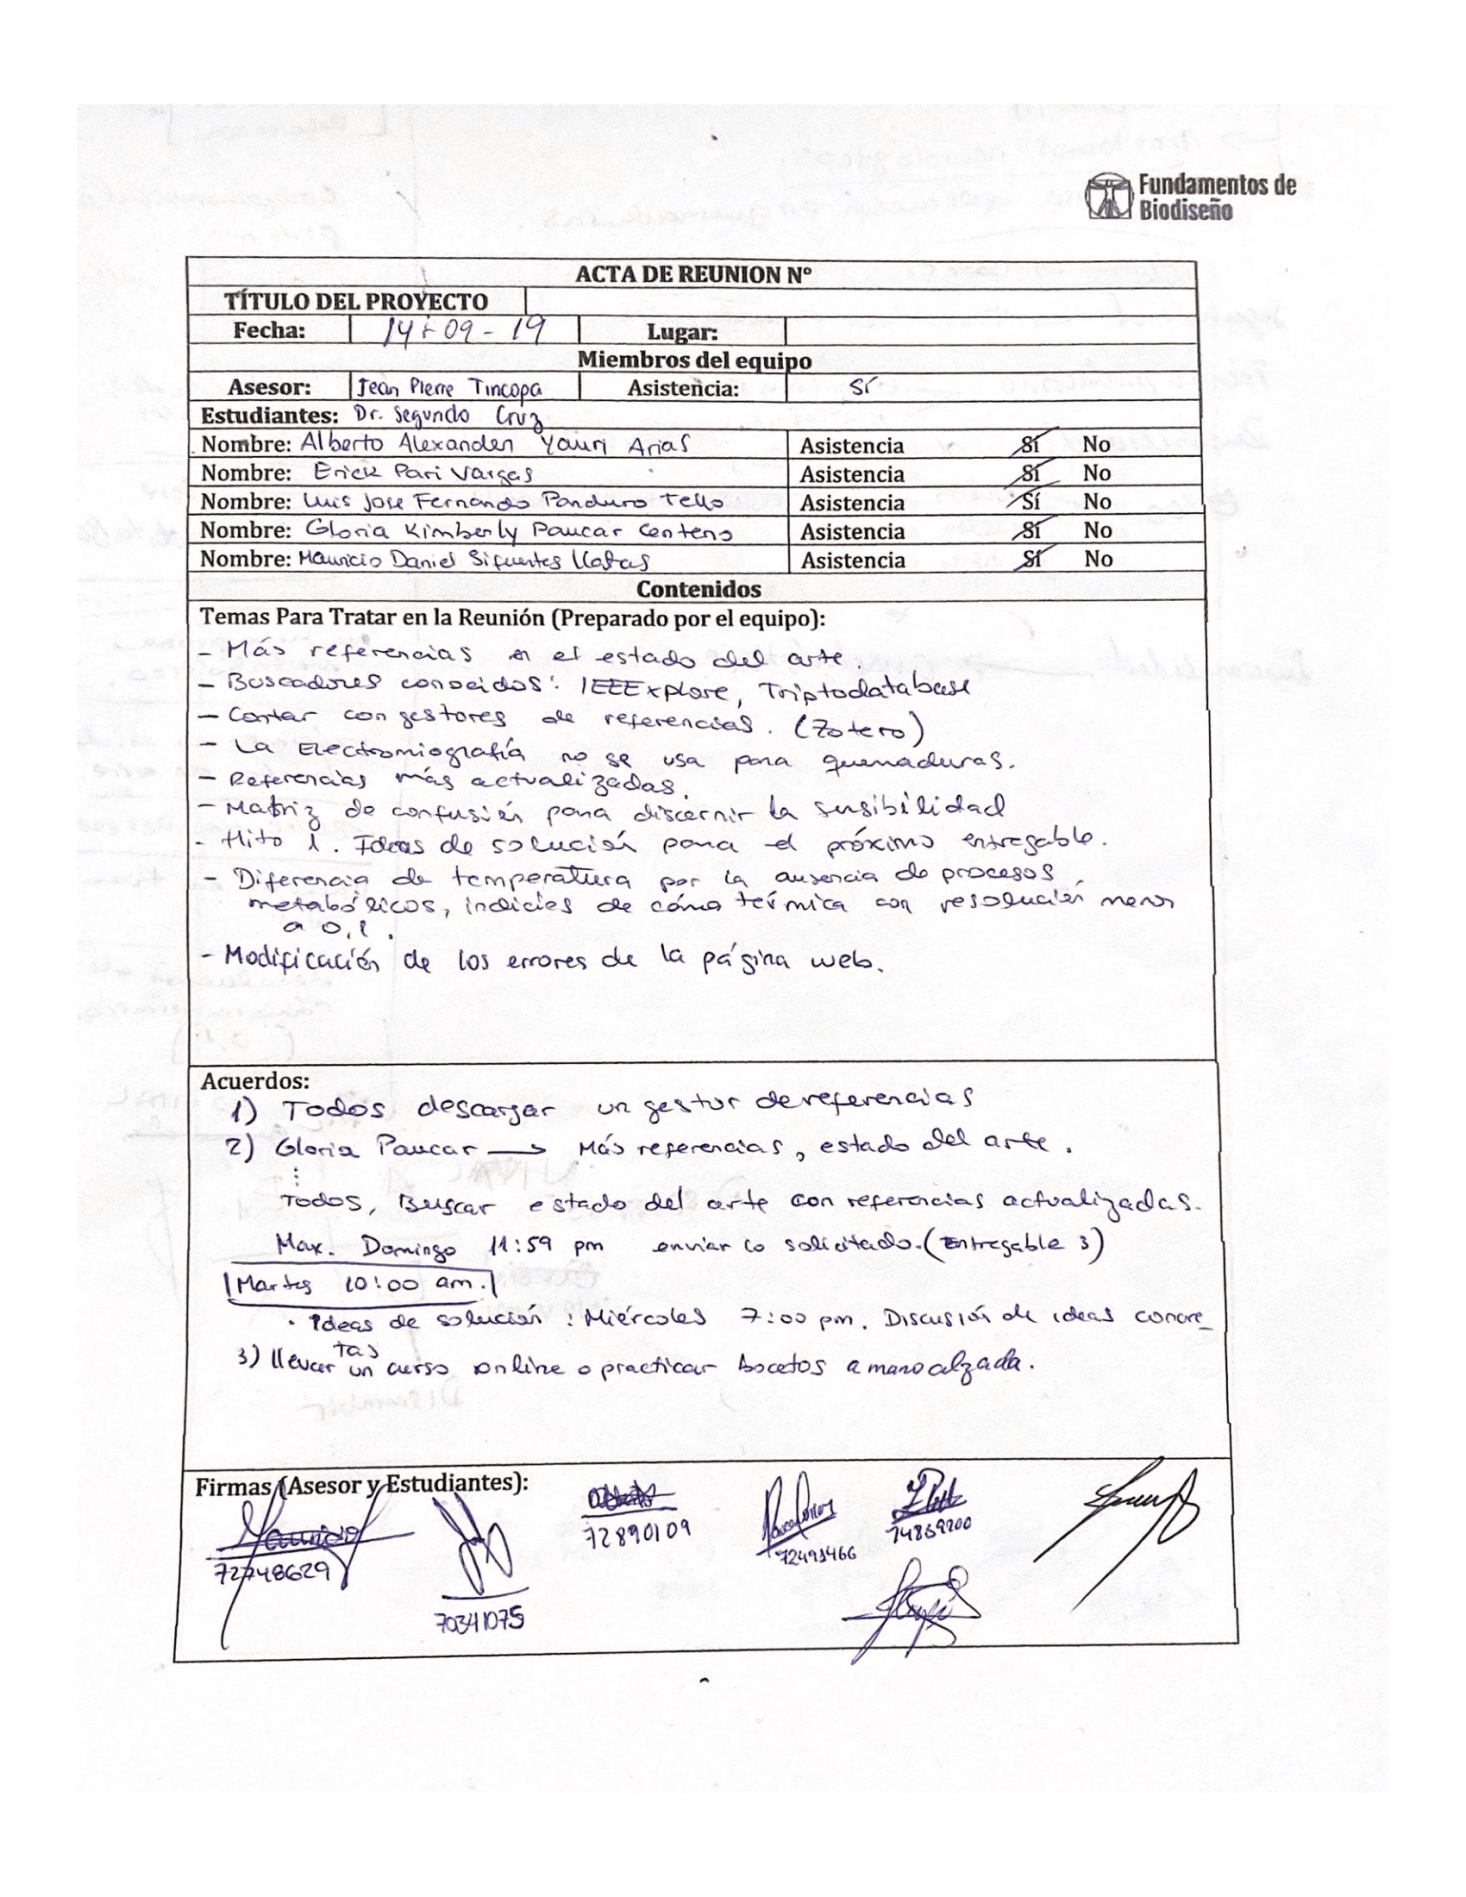 Fundamentos de
Biodiseño
ACTA DE REUNION Nº
TÍTULO DEL PROYECTO
Fecha: 14-09-19 Lugar:
Miembros del equipo
Asesor: Jean Pierre Tincopa Asistencia: Sí
Estudiantes: Dr. Segundo Cruz
Nombre: Alberto Alexander Yauri Arias Asistencia Sí No
Nombre: Erick Pari Vargas Asistencia Sí No
Nombre: Luis Jose Fernando Panduro Tello Asistencia Sí No
Nombre: Gloria Kimberly Paucar Centeno Asistencia Sí No
Nombre: Mauricio Daniel Sifuentes Asistencia Sí No
Contenidos
Temas Para Tratar en la Reunión (Preparado por el equipo):
- Más referencias en el estado del arte.
- Buscadores conocidos: IEEExplore, Triptodatabase
- Contar con gestores de referencias. (Zotero)
- La Electromiografía no se usa para quemaduras.
- Referencias más actualizadas.
- Matriz de confusión para discernir la sensibilidad
- Hito 1. Ideas de solución para el próximo entregable.
- Diferencia de temperatura por la ausencia de procesos
metabólicos, indicies de cáma térmica con resolución menor
a 0,1.
- Modificación de los errores de la página web.
Acuerdos:
1) Todos descargar un gestor de referencias
2) Gloria Paucar → Más referencias, estado del arte.
⋮
Todos, Buscar estado del arte con referencias actualizadas.
Max. Domingo 11:59 pm enviar lo solicitado. (Entregable 3)
Martes 10:00 am.
· Ideas de solución : Miércoles 7:00 pm. Discusión de ideas concre_
tas
3) llevar un curso online o practicar bocetos a mano alzada.
Firmas (Asesor y Estudiantes):
Mauricio
72748629
70341075
72890109
72491466
74869200